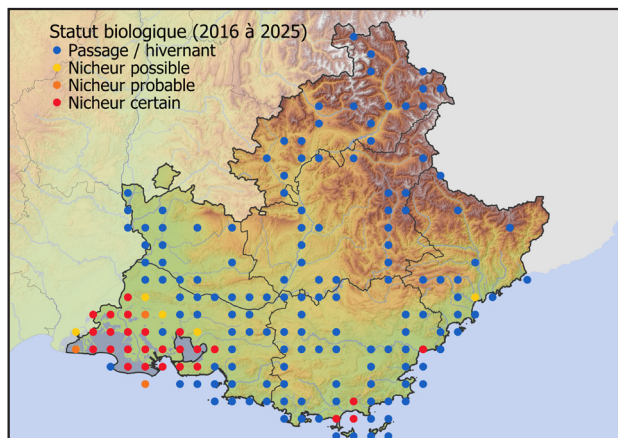 Statut biologique (2016 à 2025)
Passage / hivernant
Nicheur possible
Nicheur probable
Nicheur certain